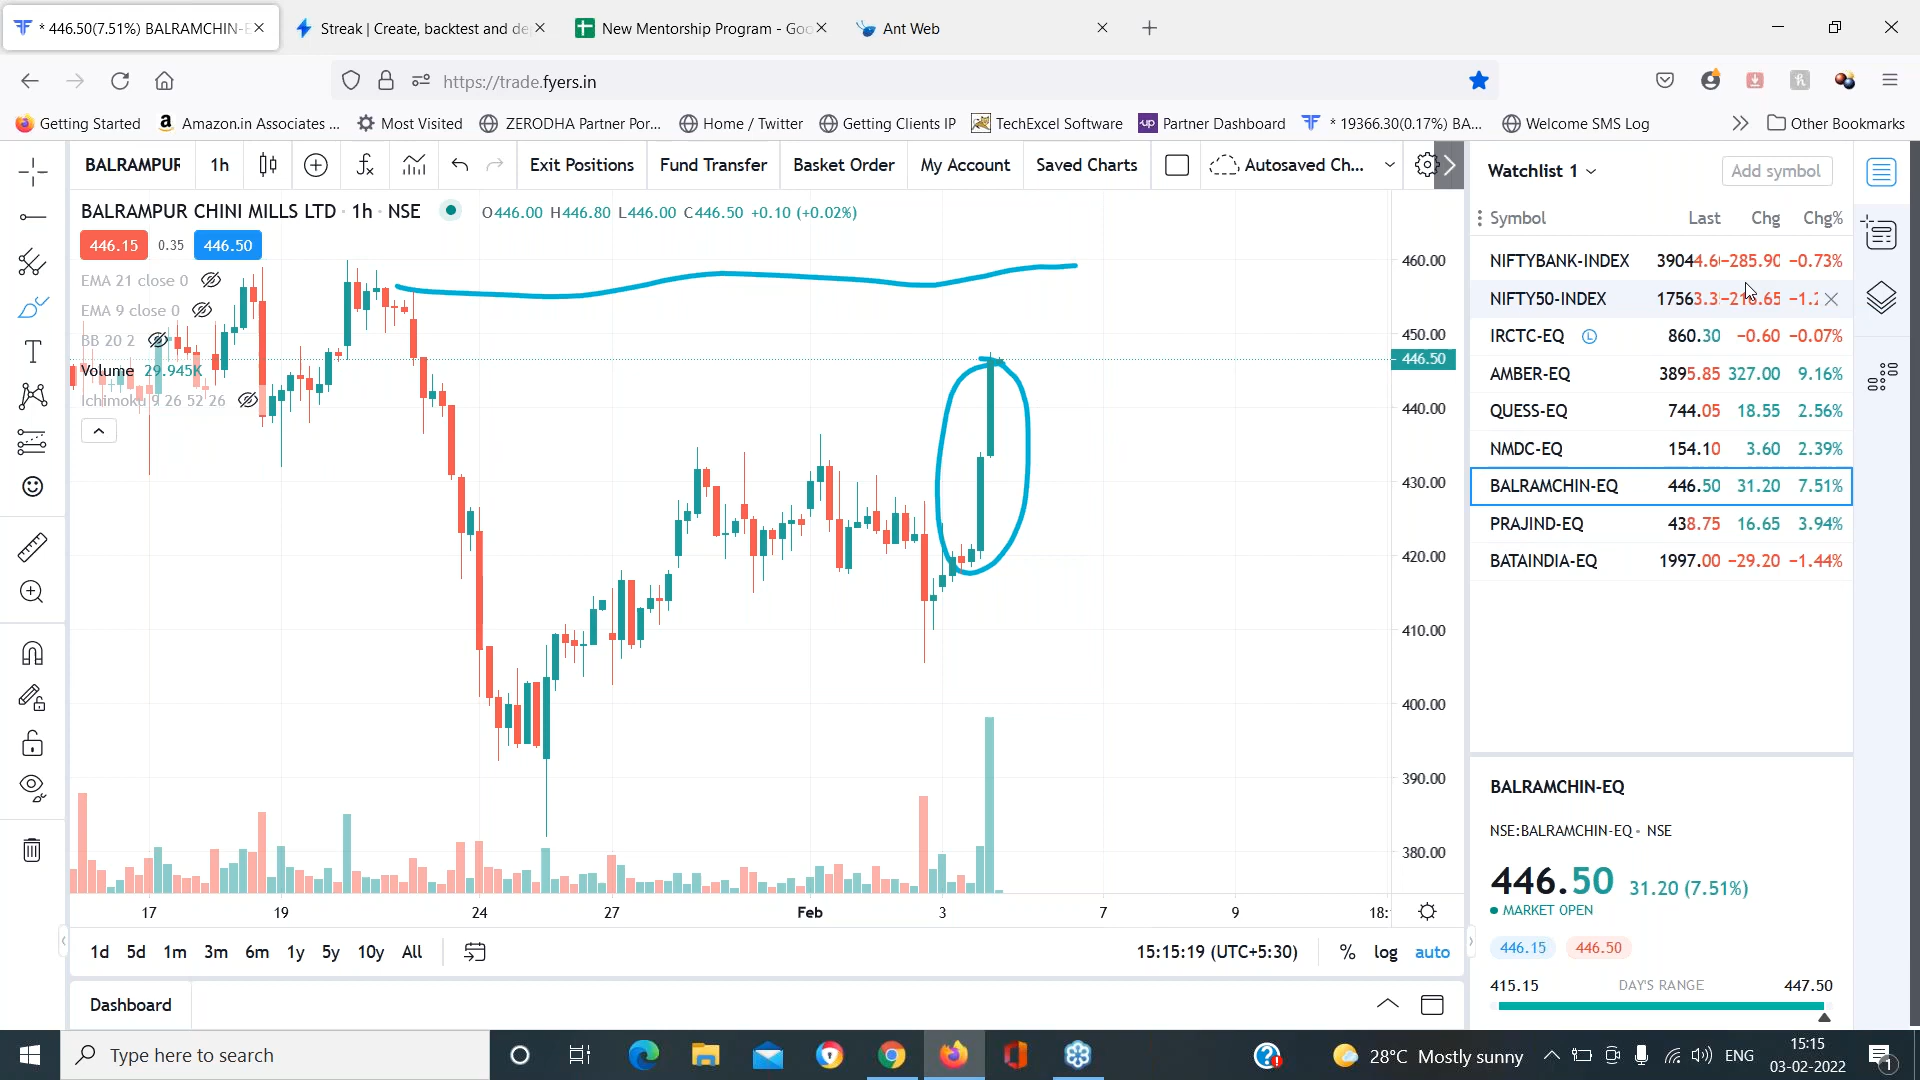 * 446.50(7.51%) BALRAMCHIN-E
Streak | Create, backtest and de
New Mentorship Program - Goo
Ant Web
https://trade.fyers.in
Getting Started
Amazon.in Associates ...
Most Visited
ZERODHA Partner Por...
Home / Twitter
Getting Clients IP
TechExcel Software
up Partner Dashboard
* 19366.30(0.17%) BA...
Welcome SMS Log
Other Bookmarks
BALRAMPUR
1h
Exit Positions
Fund Transfer
Basket Order
My Account
Saved Charts
Autosaved Ch...
BALRAMPUR CHINI MILLS LTD · 1h · NSE
O446.00 H446.80 L446.00 C446.50 +0.10 (+0.02%)
446.15 0.35 446.50
EMA 21 close 0
EMA 9 close 0
BB 20 2
Volume 29.945K
Ichimoku 9 26 52 26
460.00
450.00
446.50
440.00
430.00
420.00
410.00
400.00
390.00
380.00
17 19 24 27 Feb 3 7 9 18:
1d 5d 1m 3m 6m 1y 5y 10y All
15:15:19 (UTC+5:30) % log auto
Dashboard
Watchlist 1
Add symbol
Symbol Last Chg Chg%
NIFTYBANK-INDEX 39044.6 -285.90 -0.73%
NIFTY50-INDEX 17563.3
IRCTC-EQ L 860.30 -0.60 -0.07%
AMBER-EQ 3895.85 327.00 9.16%
QUESS-EQ 744.05 18.55 2.56%
NMDC-EQ 154.10 3.60 2.39%
BALRAMCHIN-EQ 446.50 31.20 7.51%
PRAJIND-EQ 438.75 16.65 3.94%
BATAINDIA-EQ 1997.00 -29.20 -1.44%
BALRAMCHIN-EQ
NSE:BALRAMCHIN-EQ • NSE
446.50 31.20 (7.51%)
MARKET OPEN
446.15 446.50
415.15 DAY'S RANGE 447.50
Type here to search
28°C Mostly sunny
ENG
15:15
03-02-2022
1